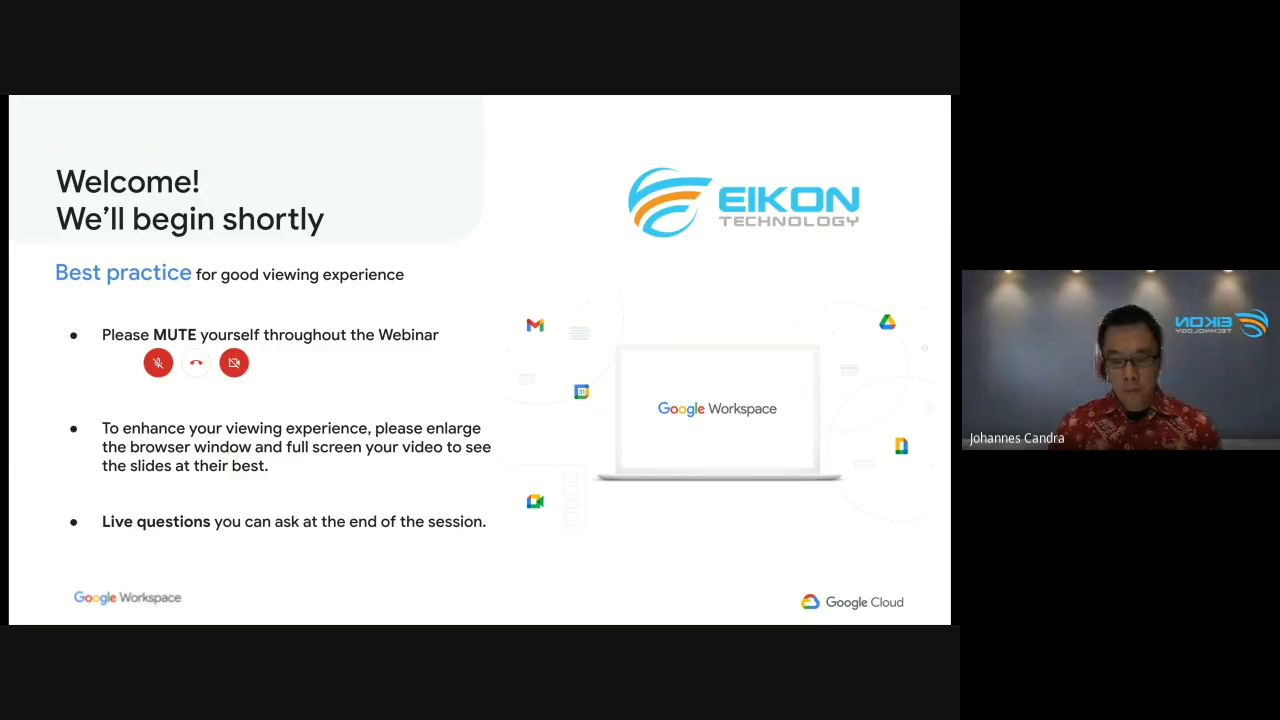 Welcome!
We’ll begin shortly
EIKON
TECHNOLOGY
Best practice for good viewing experience
● Please MUTE yourself throughout the Webinar
● To enhance your viewing experience, please enlarge
the browser window and full screen your video to see
the slides at their best.
● Live questions you can ask at the end of the session.
31
Google Workspace
Google Workspace
Google Cloud
EIKON
TECHNOLOGY
Johannes Candra